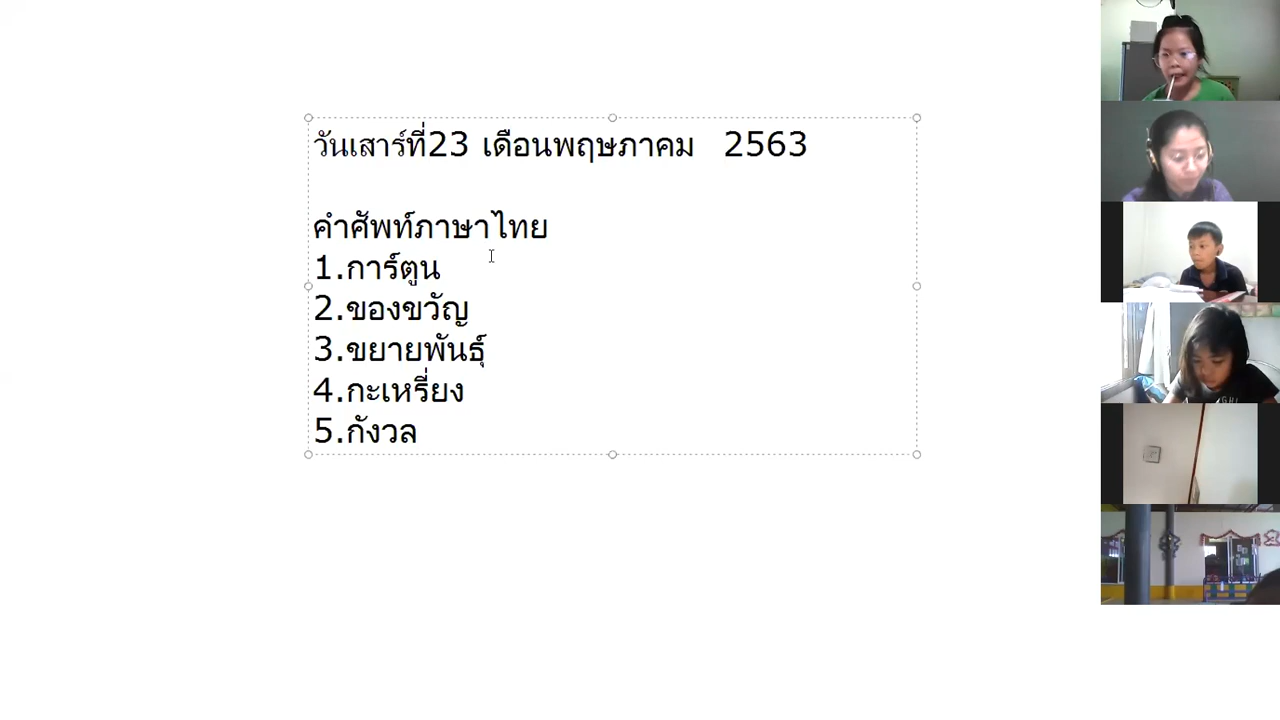 วันเสาร์ที่23 เดือนพฤษภาคม 2563
คำศัพท์ภาษาไทย
1.การ์ตูน
2.ของขวัญ
3.ขยายพันธุ์
4.กะเหรี่ยง
5.กังวล